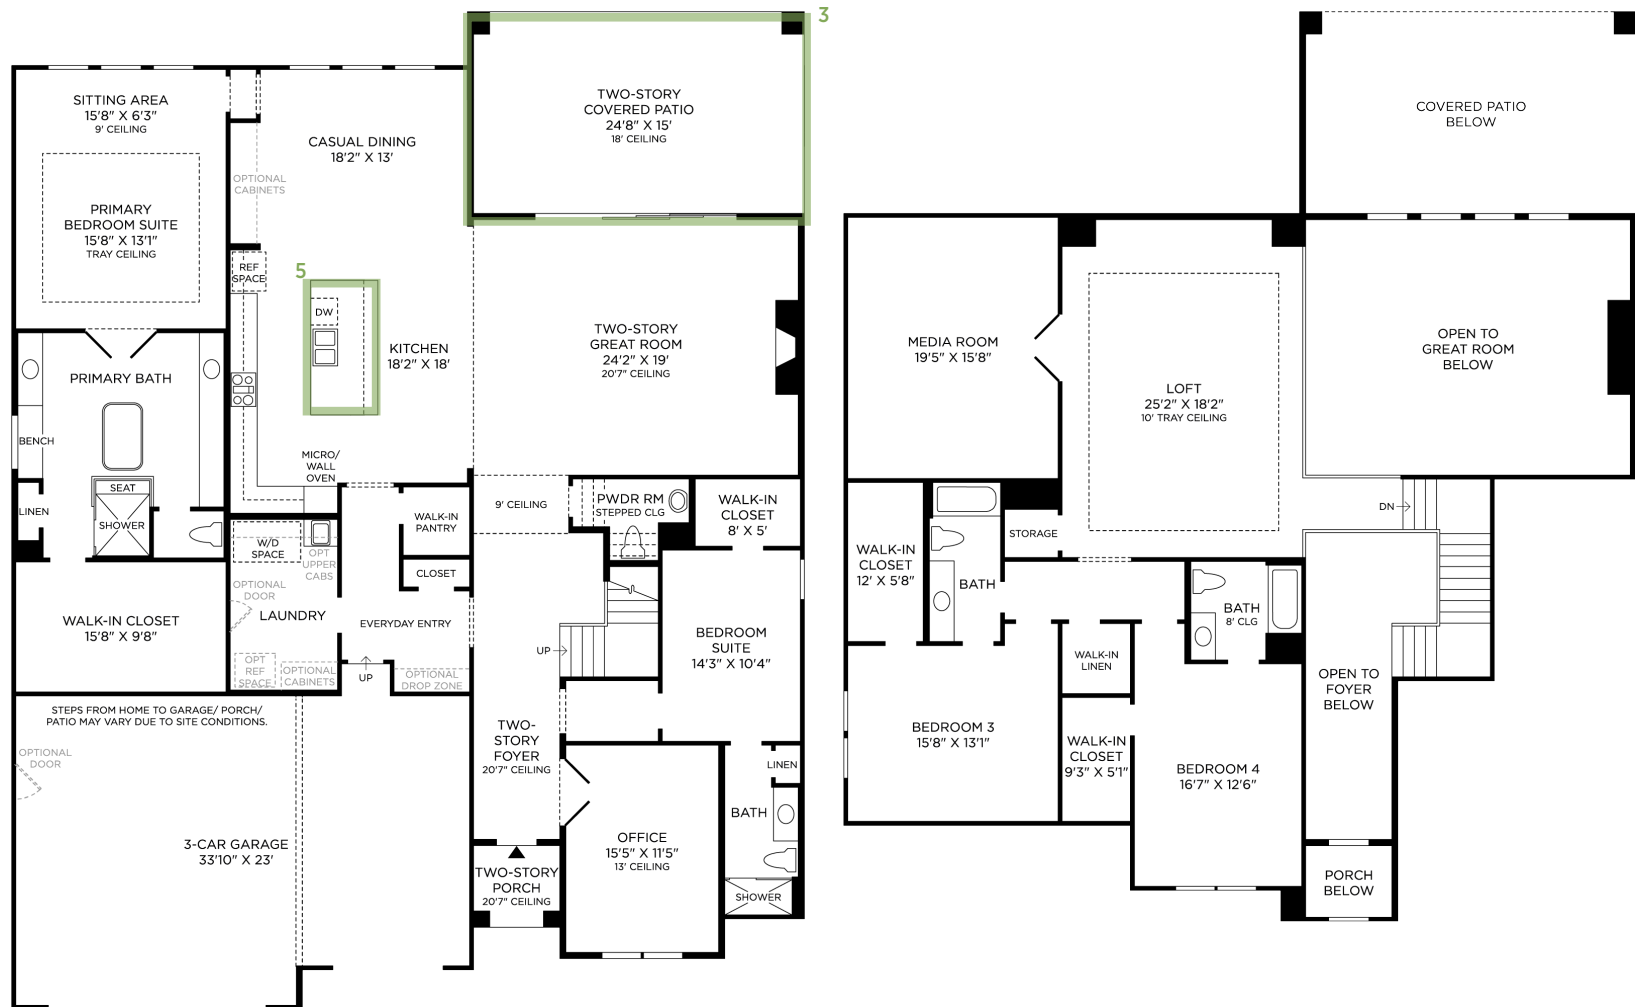 3
TWO-STORY
COVERED PATIO
24'8" X 15'
18' CEILING
SITTING AREA
15'8" X 6'3"
9' CEILING
CASUAL DINING
18'2" X 13'
OPTIONAL
CABINETS
PRIMARY
BEDROOM SUITE
15'8" X 13'1"
TRAY CEILING
REF
SPACE
5
DW
KITCHEN
18'2" X 18'
TWO-STORY
GREAT ROOM
24'2" X 19'
20'7" CEILING
PRIMARY BATH
BENCH
MICRO/
WALL
OVEN
SEAT
LINEN
SHOWER
9' CEILING
PWDR RM
STEPPED CLG
WALK-IN
CLOSET
8' X 5'
WALK-IN
PANTRY
W/D
SPACE
OPT
UPPER
CABS
CLOSET
OPTIONAL
DOOR
LAUNDRY
EVERYDAY ENTRY
WALK-IN CLOSET
15'8" X 9'8"
OPT
REF
SPACE
OPTIONAL
CABINETS
UP
OPTIONAL
DROP ZONE
UP
BEDROOM
SUITE
14'3" X 10'4"
STEPS FROM HOME TO GARAGE/ PORCH/
PATIO MAY VARY DUE TO SITE CONDITIONS.
OPTIONAL
DOOR
TWO-
STORY
FOYER
20'7" CEILING
LINEN
BATH
3-CAR GARAGE
33'10" X 23'
OFFICE
15'5" X 11'5"
13' CEILING
TWO-STORY
PORCH
20'7" CEILING
SHOWER
COVERED PATIO
BELOW
MEDIA ROOM
19'5" X 15'8"
LOFT
25'2" X 18'2"
10' TRAY CEILING
OPEN TO
GREAT ROOM
BELOW
DN
STORAGE
WALK-IN
CLOSET
12' X 5'8"
BATH
BATH
8' CLG
WALK-IN
LINEN
OPEN TO
FOYER
BELOW
BEDROOM 3
15'8" X 13'1"
WALK-IN
CLOSET
9'3" X 5'1"
BEDROOM 4
16'7" X 12'6"
PORCH
BELOW